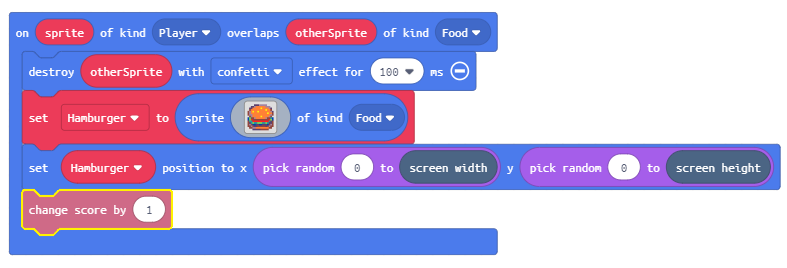 on sprite of kind Player overlaps otherSprite of kind Food
destroy otherSprite with confetti effect for 100 ms
set Hamburger to sprite of kind Food
set Hamburger position to x pick random 0 to screen width y pick random 0 to screen height
change score by 1